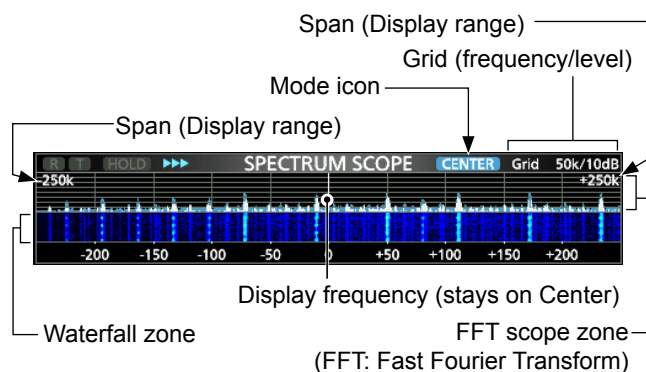 Span (Display range)
Grid (frequency/level)
Mode icon
Span (Display range)
R T HOLD SPECTRUM SCOPE CENTER Grid 50k/10dB
-250k +250k
-200 -150 -100 -50 0 +50 +100 +150 +200
Display frequency (stays on Center)
Waterfall zone
FFT scope zone
(FFT: Fast Fourier Transform)